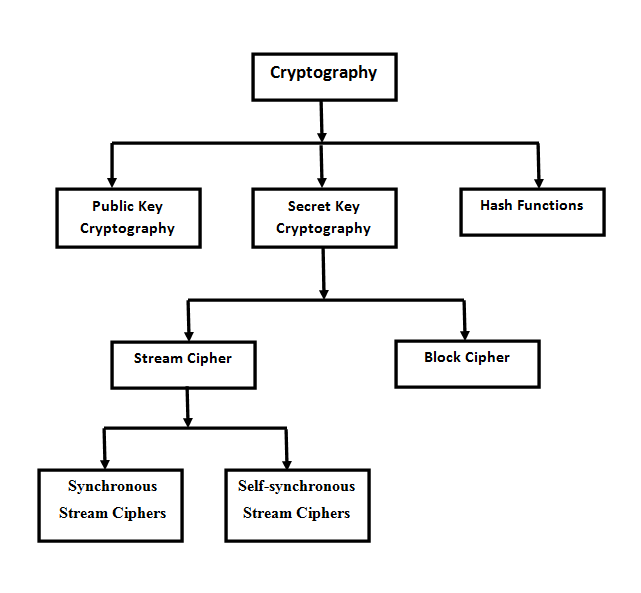 Cryptography
Public Key
Cryptography
Secret Key
Cryptography
Hash Functions
Stream Cipher
Block Cipher
Synchronous
Stream Ciphers
Self-synchronous
Stream Ciphers